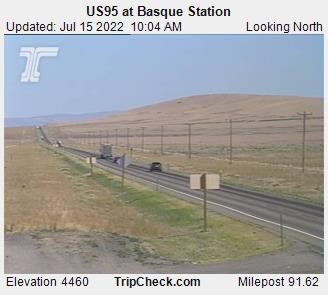 US95 at Basque Station
Updated: Jul 15 2022 10:04 AM Looking North
Elevation 4460 TripCheck.com Milepost 91.62